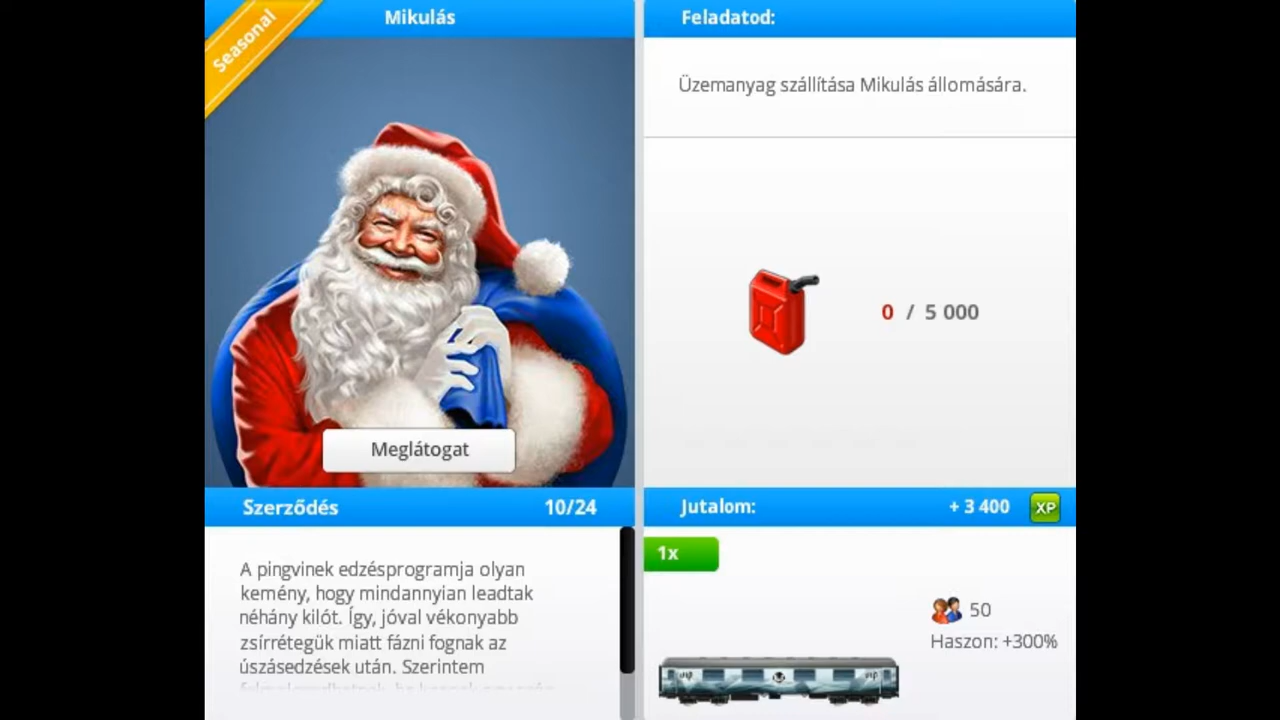 Seasonal
Mikulás
Meglátogat
Szerződés 10/24
A pingvinek edzésprogramja olyan
kemény, hogy mindannyian leadtak
néhány kilót. Így, jóval vékonyabb
zsírrétegük miatt fázni fognak az
úszásedzések után. Szerintem
Feladatod:
Üzemanyag szállítása Mikulás állomására.
0 / 5 000
Jutalom: + 3 400 XP
1x
50
Haszon: +300%